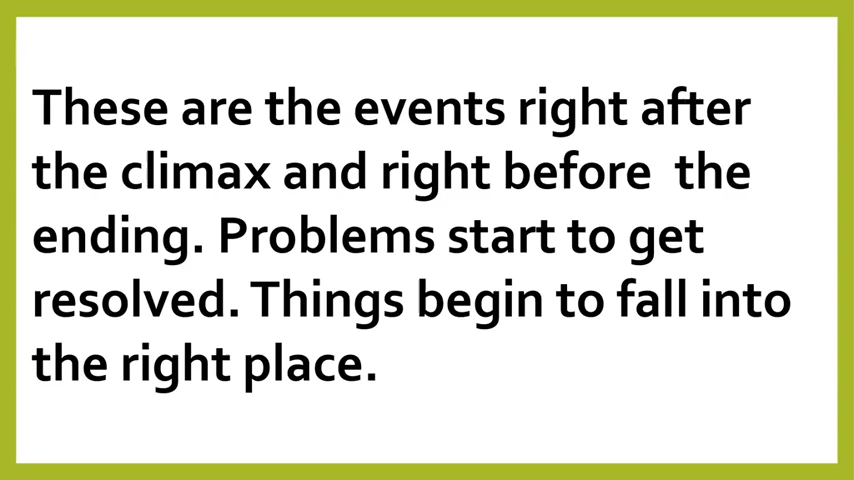 These are the events right after
the climax and right before  the
ending. Problems start to get
resolved. Things begin to fall into
the right place.